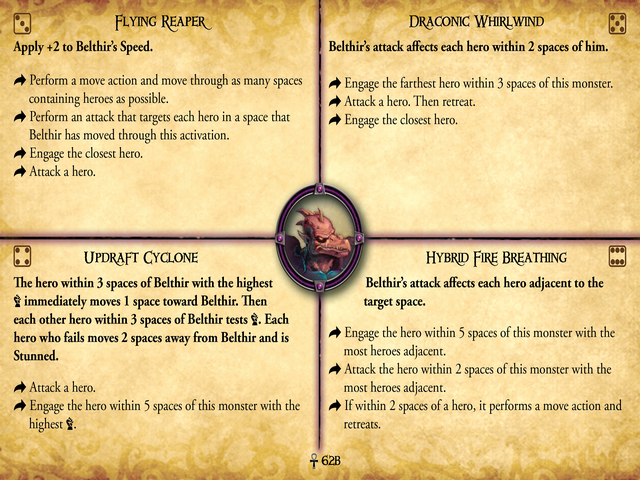 Flying Reaper
Apply +2 to Belthir's Speed.
Perform a move action and move through as many spaces
containing heroes as possible.
Perform an attack that targets each hero in a space that
Belthir has moved through this activation.
Engage the closest hero.
Attack a hero.
Draconic Whirlwind
Belthir's attack affects each hero within 2 spaces of him.
Engage the farthest hero within 3 spaces of this monster.
Attack a hero. Then retreat.
Engage the closest hero.
Updraft Cyclone
The hero within 3 spaces of Belthir with the highest
immediately moves 1 space toward Belthir. Then
each other hero within 3 spaces of Belthir tests . Each
hero who fails moves 2 spaces away from Belthir and is
Stunned.
Attack a hero.
Engage the hero within 5 spaces of this monster with the
highest .
Hybrid Fire Breathing
Belthir's attack affects each hero adjacent to the
target space.
Engage the hero within 5 spaces of this monster with the
most heroes adjacent.
Attack the hero within 2 spaces of this monster with the
most heroes adjacent.
If within 2 spaces of a hero, it performs a move action and
retreats.
62B